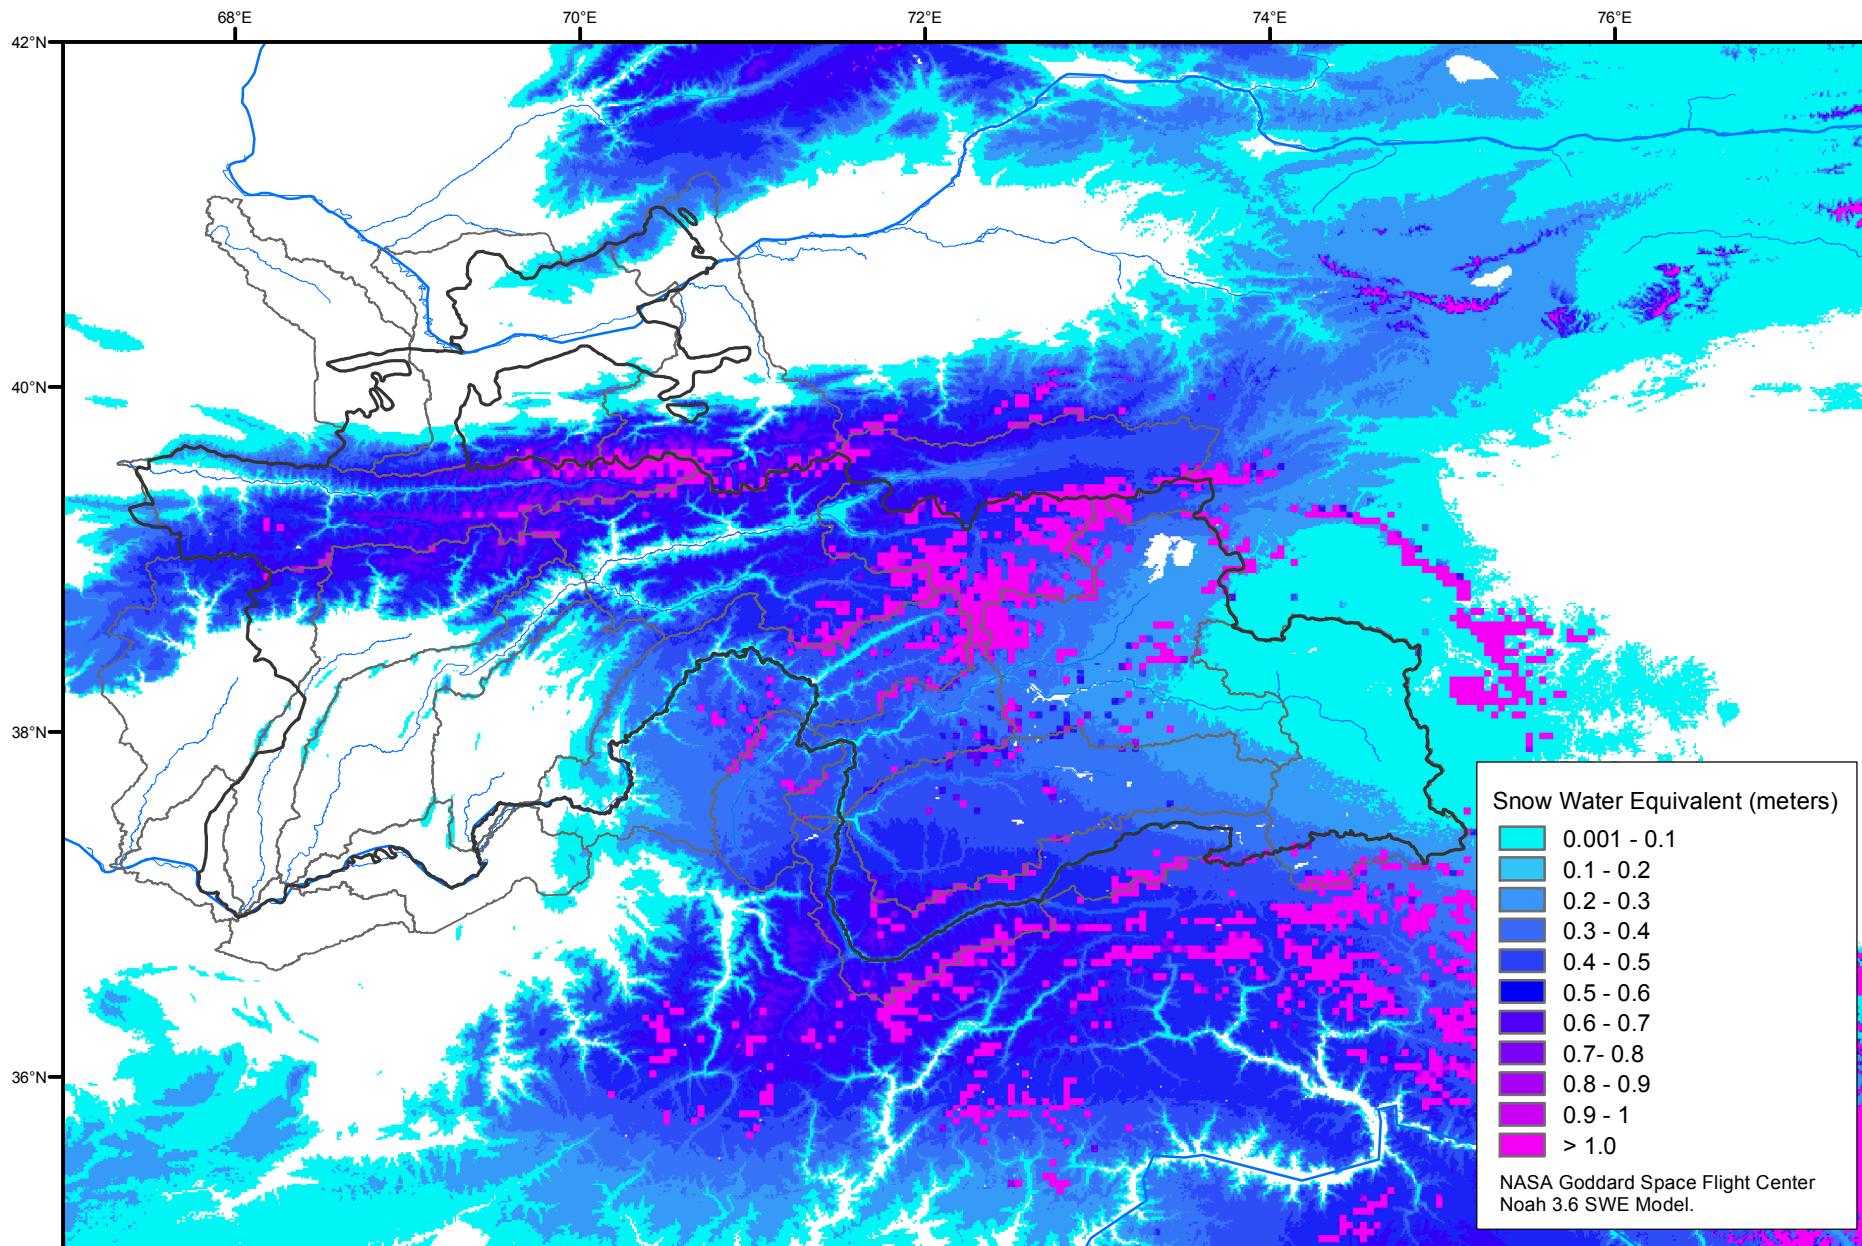 68°E
70°E
72°E
74°E
76°E
42°N
40°N
38°N
36°N
Snow Water Equivalent (meters)
0.001 - 0.1
0.1 - 0.2
0.2 - 0.3
0.3 - 0.4
0.4 - 0.5
0.5 - 0.6
0.6 - 0.7
0.7- 0.8
0.8 - 0.9
0.9 - 1
> 1.0
NASA Goddard Space Flight Center
Noah 3.6 SWE Model.